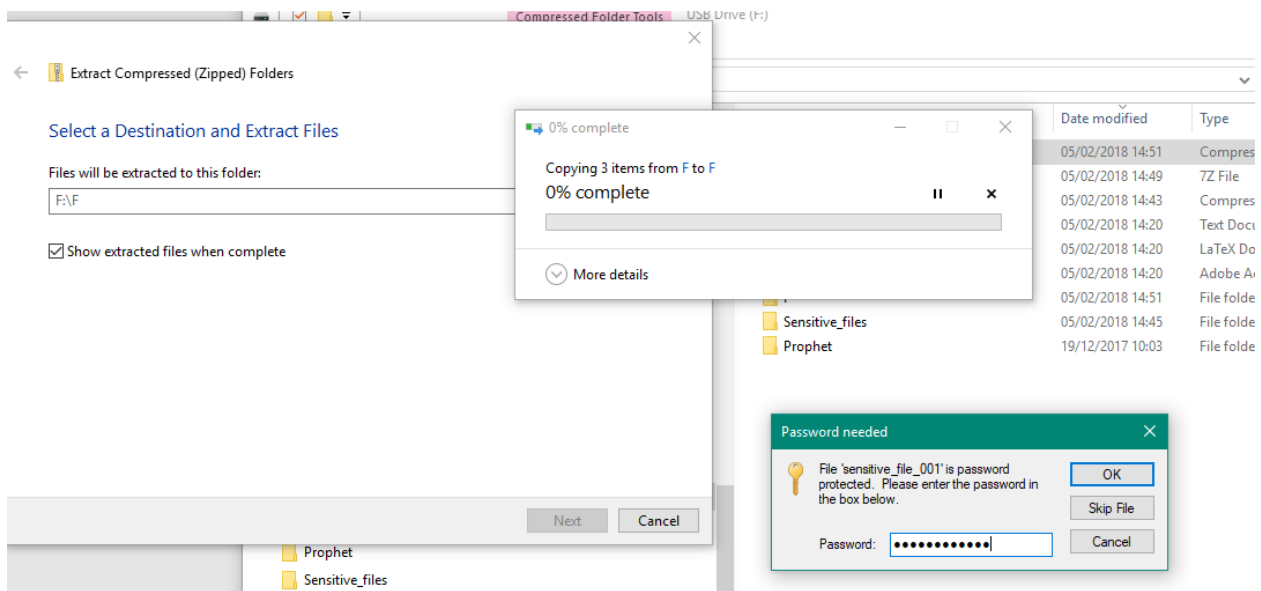 Compressed Folder Tools
USB Drive (F:)
Extract Compressed (Zipped) Folders
Select a Destination and Extract Files
Files will be extracted to this folder:
F:\F
Show extracted files when complete
Next
Cancel
0% complete
Copying 3 items from F to F
0% complete
More details
Date modified Type
05/02/2018 14:51 Compres
05/02/2018 14:49 7Z File
05/02/2018 14:43 Compres
05/02/2018 14:20 Text Docu
05/02/2018 14:20 LaTeX Do
05/02/2018 14:20 Adobe A
05/02/2018 14:51 File folde
Sensitive_files 05/02/2018 14:45 File folde
Prophet 19/12/2017 10:03 File folde
Password needed
File 'sensitive_file_001' is password
protected. Please enter the password in
the box below.
Password: ●●●●●●●●●●●●
OK
Skip File
Cancel
Prophet
Sensitive_files